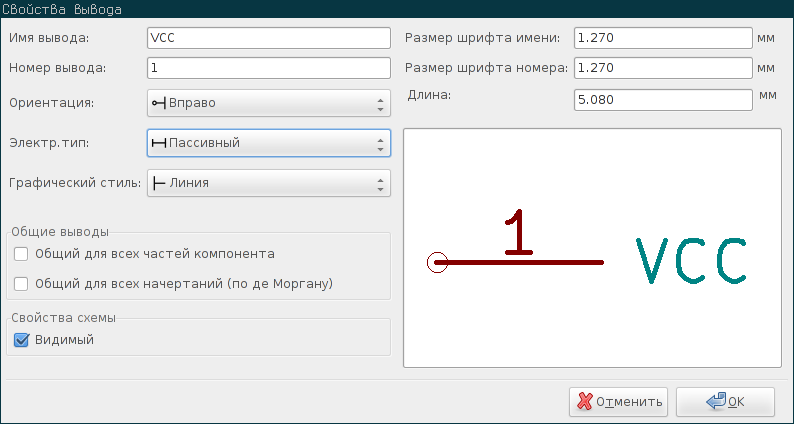 Свойства вывода
Имя вывода: VCC
Номер вывода: 1
Ориентация: Вправо
Электр.тип: Пассивный
Графический стиль: Линия
Общие выводы
Общий для всех частей компонента
Общий для всех начертаний (по де Моргану)
Свойства схемы
Видимый
Размер шрифта имени: 1.270 мм
Размер шрифта номера: 1.270 мм
Длина: 5.080 мм
1 VCC
Отменить OK